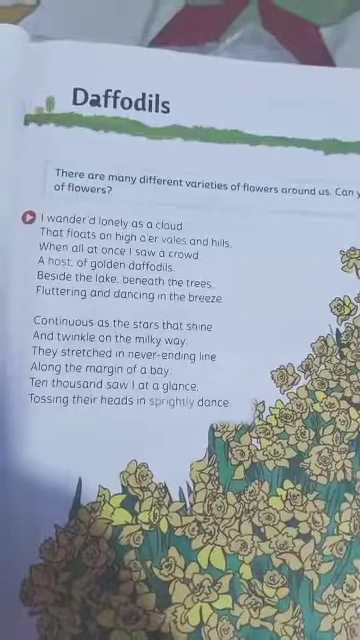 Daffodils
There are many different varieties of flowers around us. Can
of flowers?
I wander'd lonely as a cloud
That floats on high o'er vales and hills,
When all at once I saw a crowd,
A host, of golden daffodils.
Beside the lake, beneath the trees,
Fluttering and dancing in the breeze.
Continuous as the stars that shine
And twinkle on the milky way,
They stretched in never-ending line
Along the margin of a bay:
Ten thousand saw I at a glance,
Tossing their heads in sprightly dance.